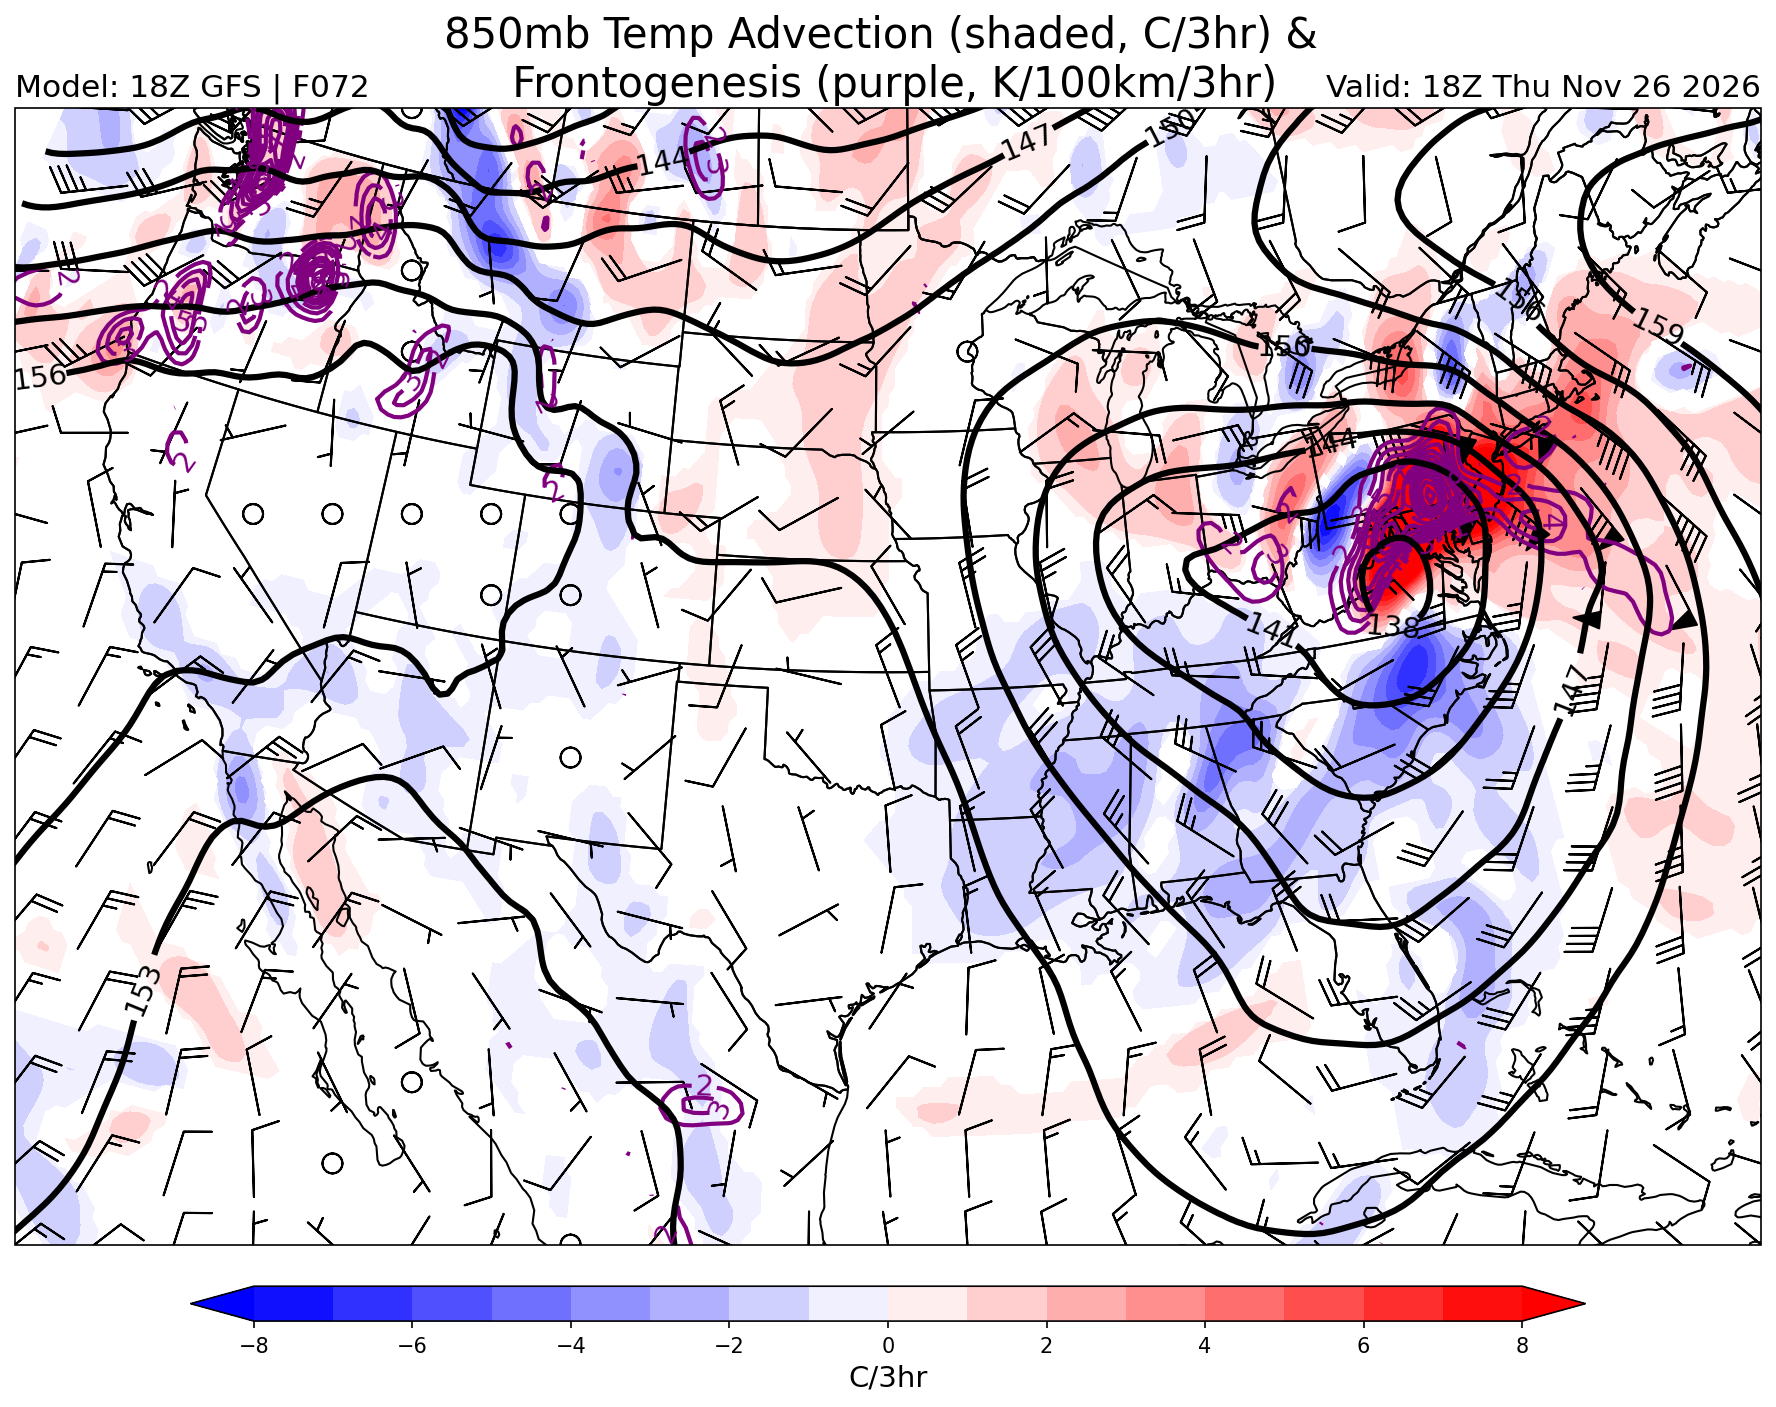 850mb Temp Advection (shaded, C/3hr) &
Frontogenesis (purple, K/100km/3hr)
Model: 18Z GFS | F072
Valid: 18Z Thu Nov 26 2026
144
147
150
156
159
156
156
144
141
138
147
153
2
3
−8 −6 −4 −2 0 2 4 6 8
C/3hr